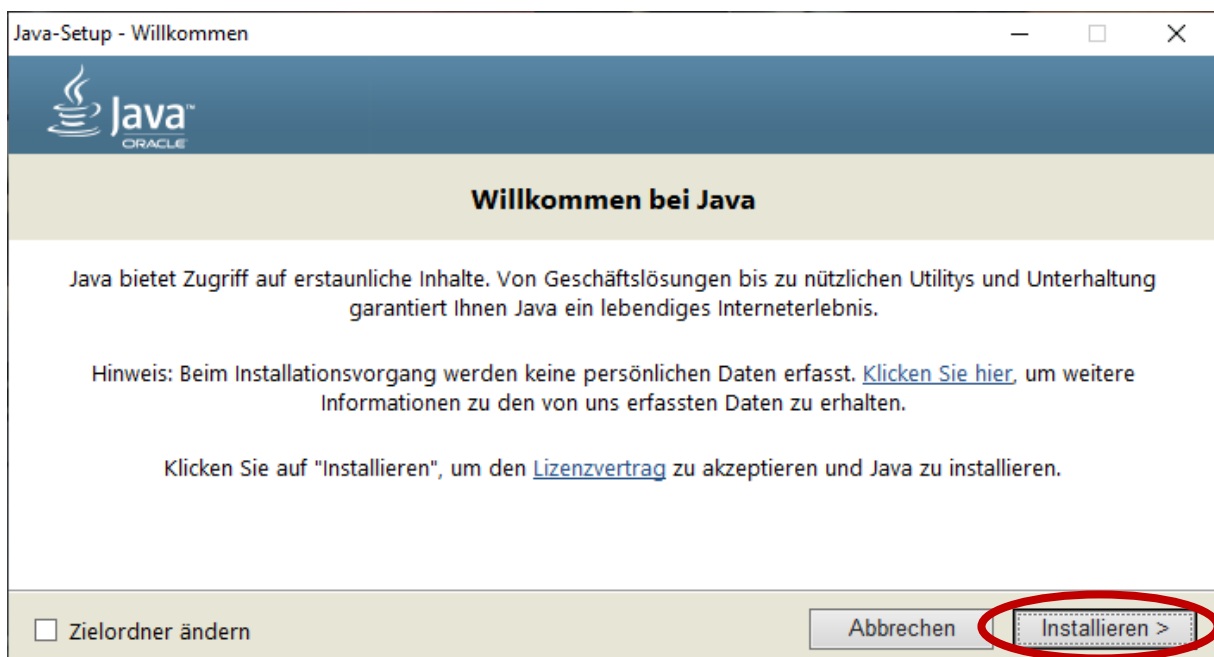 Java-Setup - Willkommen
Java™
ORACLE
Willkommen bei Java
Java bietet Zugriff auf erstaunliche Inhalte. Von Geschäftslösungen bis zu nützlichen Utilitys und Unterhaltung
garantiert Ihnen Java ein lebendiges Interneterlebnis.
Hinweis: Beim Installationsvorgang werden keine persönlichen Daten erfasst. Klicken Sie hier, um weitere
Informationen zu den von uns erfassten Daten zu erhalten.
Klicken Sie auf "Installieren", um den Lizenzvertrag zu akzeptieren und Java zu installieren.
Zielordner ändern
Abbrechen
Installieren >